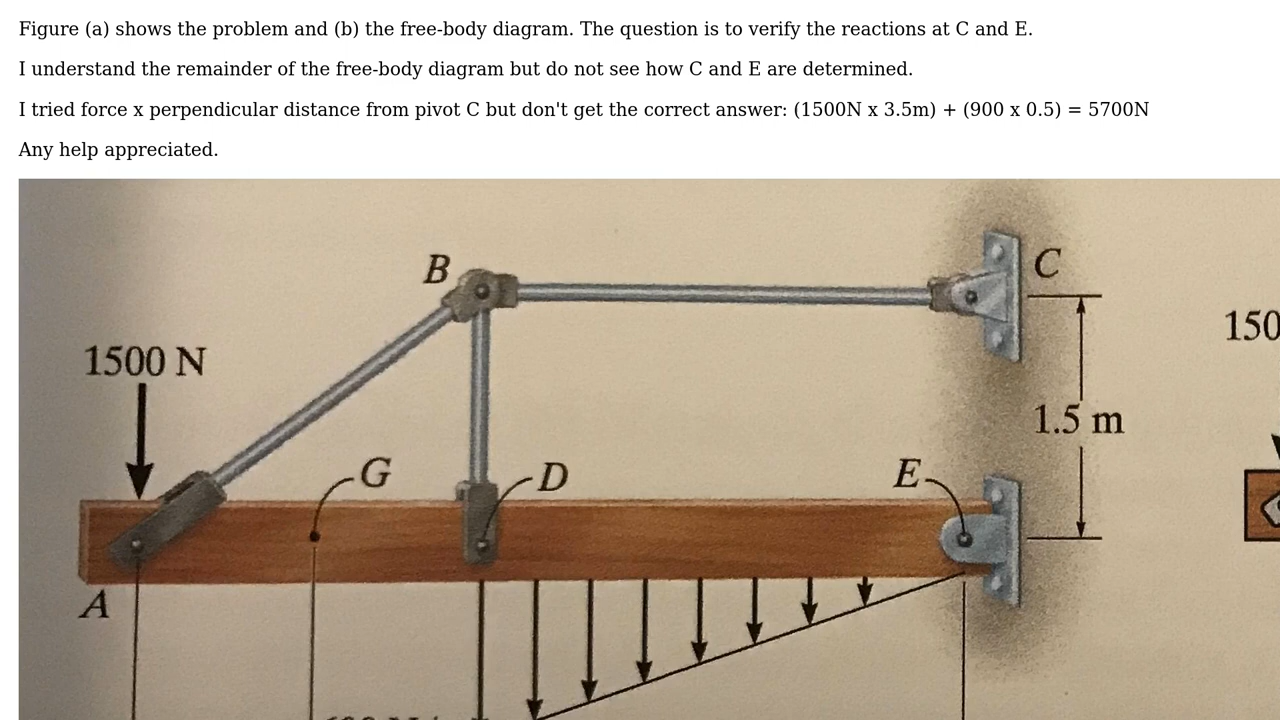 Figure (a) shows the problem and (b) the free-body diagram. The question is to verify the reactions at C and E.
I understand the remainder of the free-body diagram but do not see how C and E are determined.
I tried force x perpendicular distance from pivot C but don't get the correct answer: (1500N x 3.5m) + (900 x 0.5) = 5700N
Any help appreciated.
B
C
150
1500 N
1.5 m
G
D
E
A